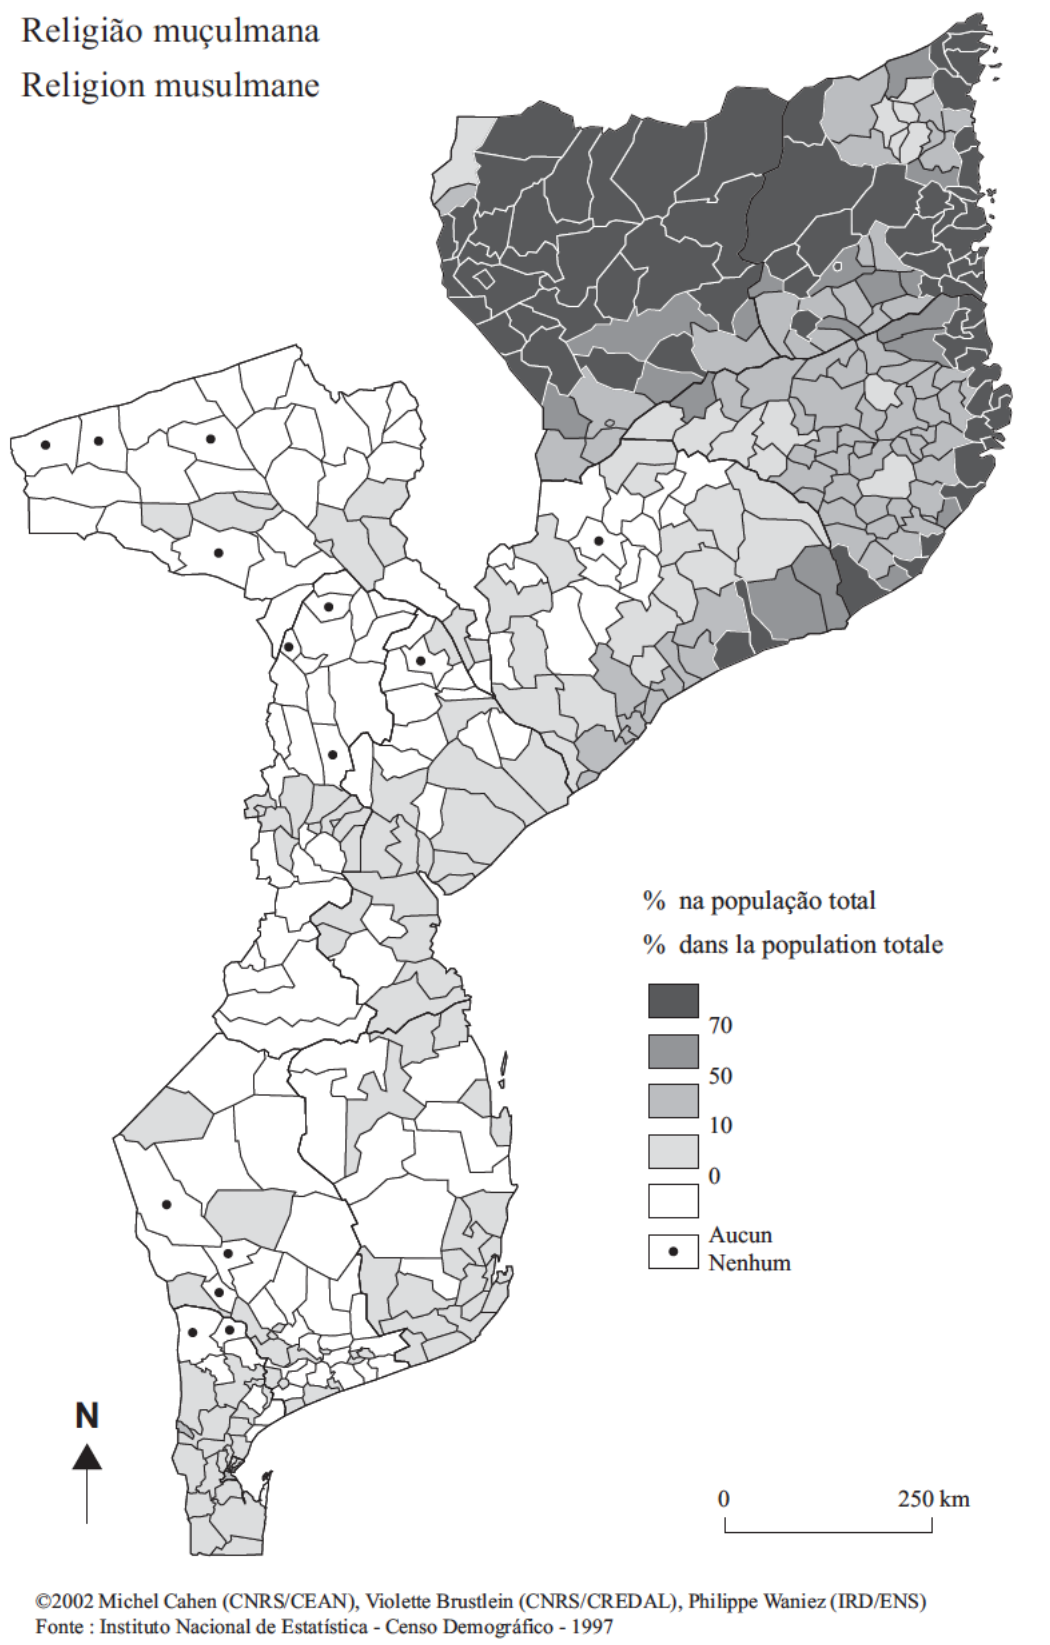 Religião muçulmana
Religion musulmane
% na população total
% dans la population totale
70
50
10
0
Aucun
Nenhum
N
0 250 km
©2002 Michel Cahen (CNRS/CEAN), Violette Brustlein (CNRS/CREDAL), Philippe Waniez (IRD/ENS)
Fonte : Instituto Nacional de Estatística - Censo Demográfico - 1997